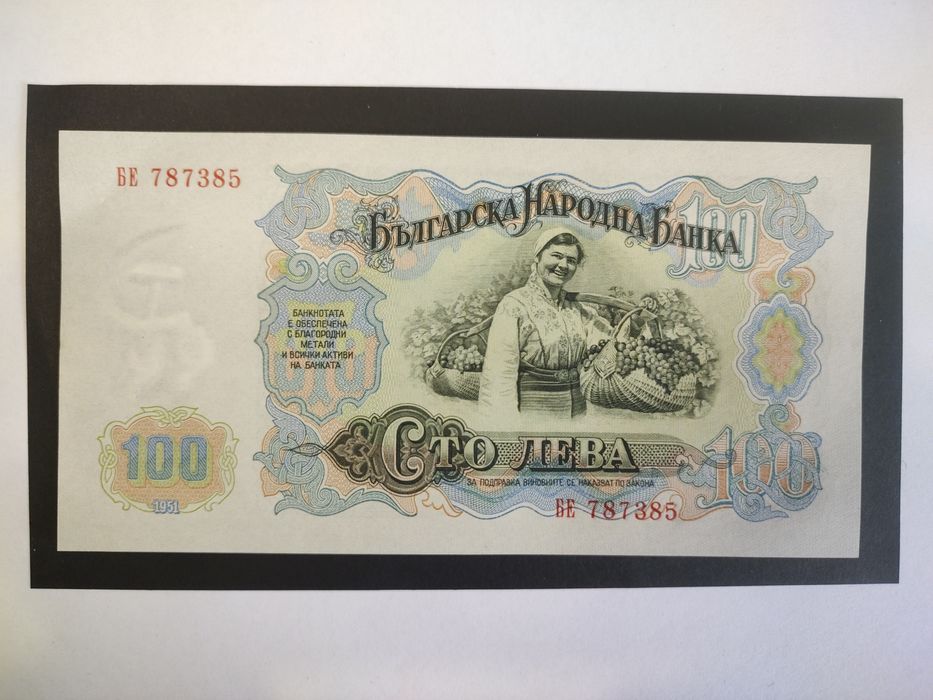 БЕ 787385
БЪЛГАРСКА НАРОДНА БАНКА
100
БАНКНОТАТА
Е ОБЕЗПЕЧЕНА
С БЛАГОРОДНИ
МЕТАЛИ
И ВСИЧКИ АКТИВИ
НА БАНКАТА
100
1951
СТО ЛЕВА
100
ЗА ПОДПРАВКА ВИНОВНИТЕ СЕ НАКАЗВАТ ПО ЗАКОНА
БЕ 787385